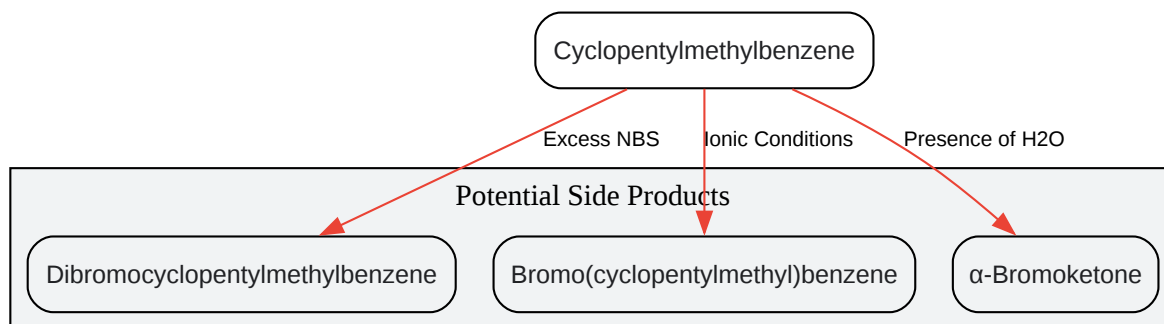 Cyclopentylmethylbenzene
Excess NBS
Ionic Conditions
Presence of H2O
Potential Side Products
Dibromocyclopentylmethylbenzene
Bromo(cyclopentylmethyl)benzene
α-Bromoketone